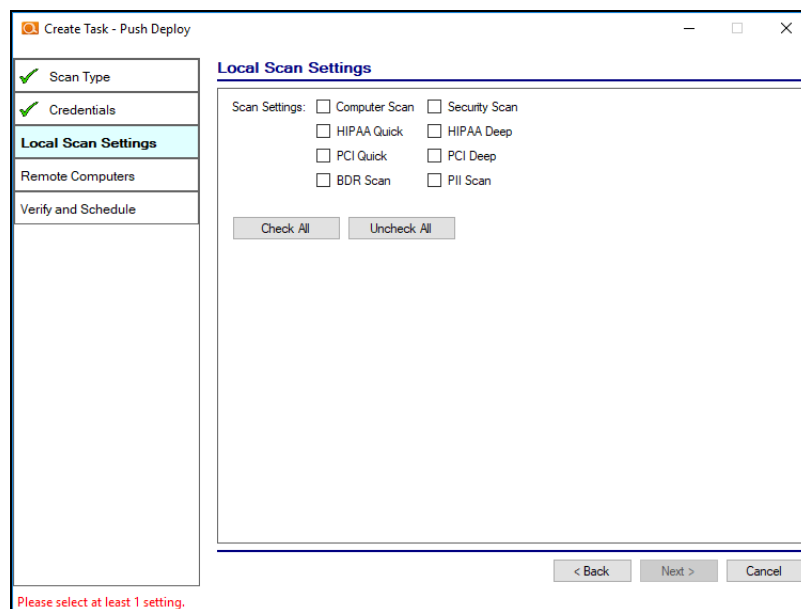 Create Task - Push Deploy
Scan Type
Credentials
Local Scan Settings
Remote Computers
Verify and Schedule
Local Scan Settings
Scan Settings: Computer Scan Security Scan
HIPAA Quick HIPAA Deep
PCI Quick PCI Deep
BDR Scan PII Scan
Check All Uncheck All
< Back Next > Cancel
Please select at least 1 setting.